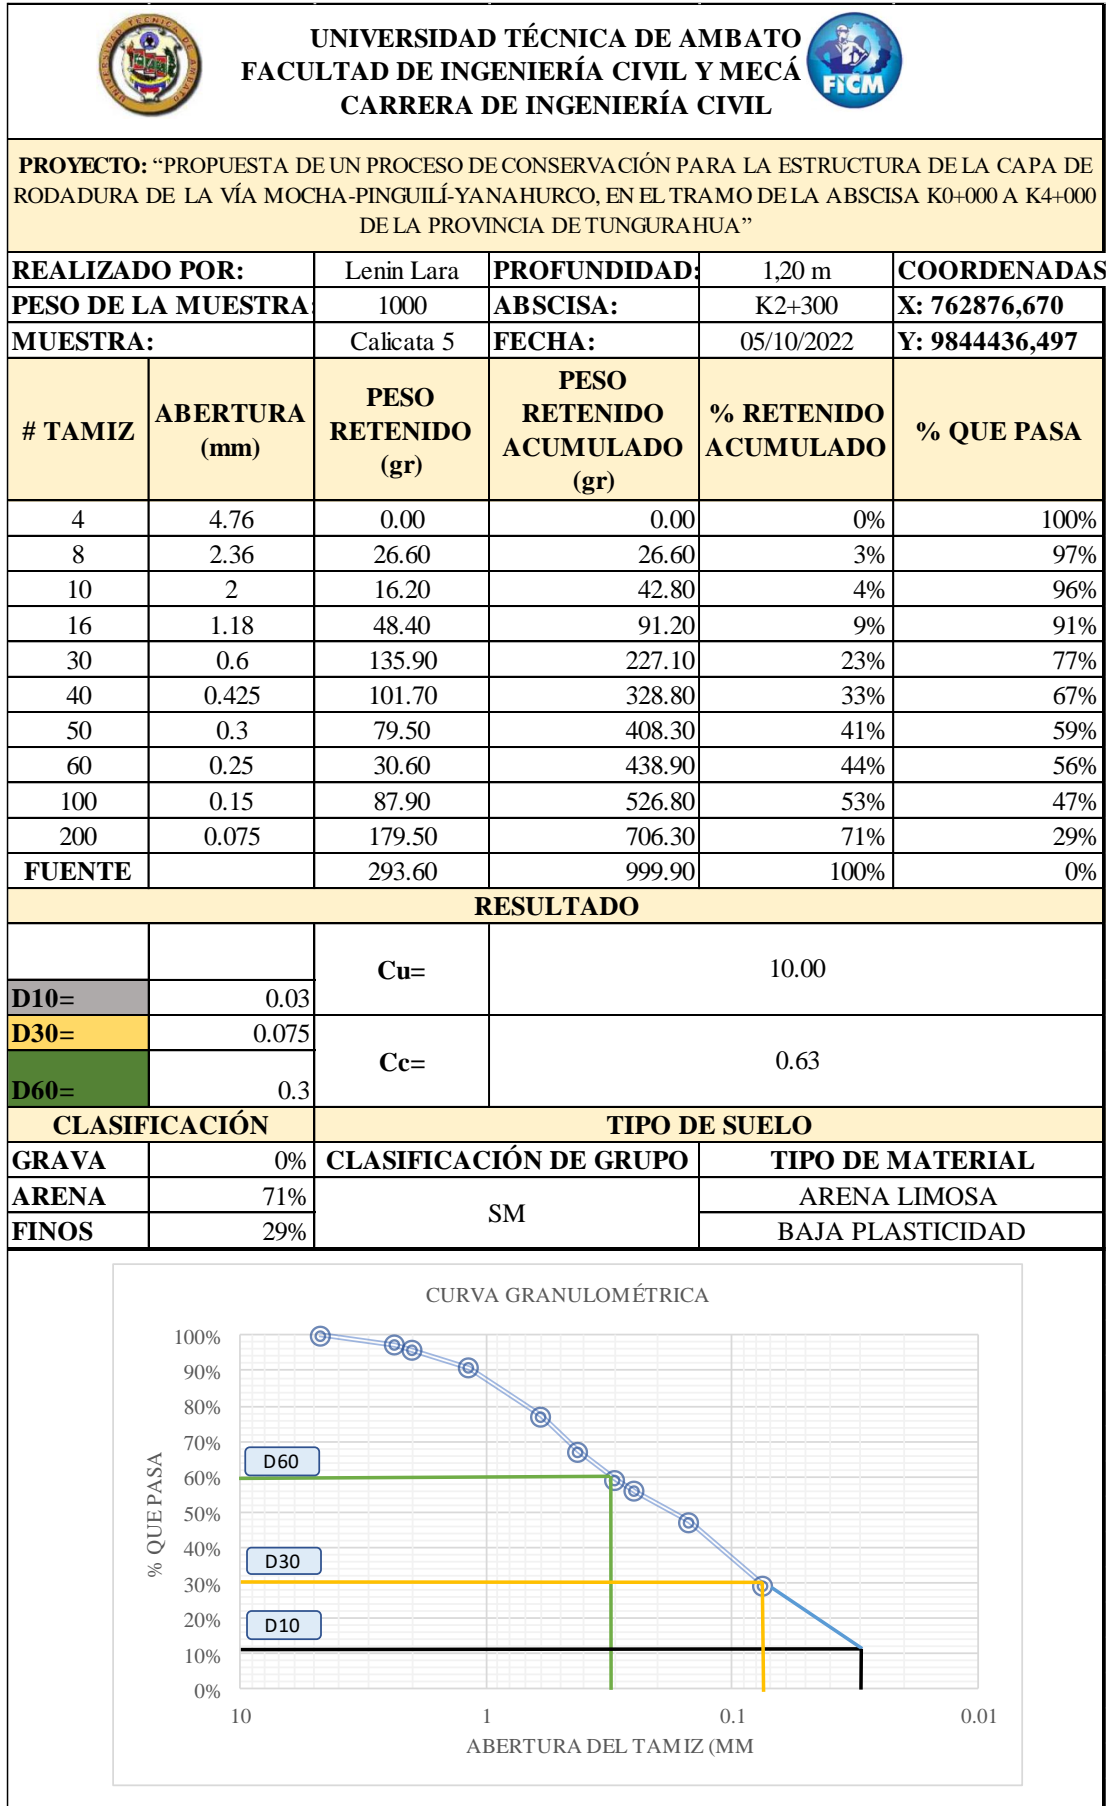 UNIVERSIDAD TÉCNICA DE AMBATO
FACULTAD DE INGENIERÍA CIVIL Y MECÁ
CARRERA DE INGENIERÍA CIVIL
FICM
PROYECTO: “PROPUESTA DE UN PROCESO DE CONSERVACIÓN PARA LA ESTRUCTURA DE LA CAPA DE
RODADURA DE LA VÍA MOCHA-PINGUILÍ-YANAHURCO, EN EL TRAMO DE LA ABSCISA K0+000 A K4+000
DE LA PROVINCIA DE TUNGURAHUA”
REALIZADO POR: Lenin Lara PROFUNDIDAD: 1,20 m COORDENADAS
PESO DE LA MUESTRA: 1000 ABSCISA: K2+300 X: 762876,670
MUESTRA: Calicata 5 FECHA: 05/10/2022 Y: 9844436,497
# TAMIZ ABERTURA (mm) PESO RETENIDO (gr) PESO RETENIDO ACUMULADO (gr) % RETENIDO ACUMULADO % QUE PASA
4 4.76 0.00 0.00 0% 100%
8 2.36 26.60 26.60 3% 97%
10 2 16.20 42.80 4% 96%
16 1.18 48.40 91.20 9% 91%
30 0.6 135.90 227.10 23% 77%
40 0.425 101.70 328.80 33% 67%
50 0.3 79.50 408.30 41% 59%
60 0.25 30.60 438.90 44% 56%
100 0.15 87.90 526.80 53% 47%
200 0.075 179.50 706.30 71% 29%
FUENTE 293.60 999.90 100% 0%
RESULTADO
Cu= 10.00
D10= 0.03
D30= 0.075
Cc= 0.63
D60= 0.3
CLASIFICACIÓN TIPO DE SUELO
GRAVA 0% CLASIFICACIÓN DE GRUPO TIPO DE MATERIAL
ARENA 71% SM ARENA LIMOSA
FINOS 29% BAJA PLASTICIDAD
CURVA GRANULOMÉTRICA
% QUE PASA
100%
90%
80%
70%
60%
50%
40%
30%
20%
10%
0%
D60
D30
D10
10 1 0.1 0.01
ABERTURA DEL TAMIZ (MM